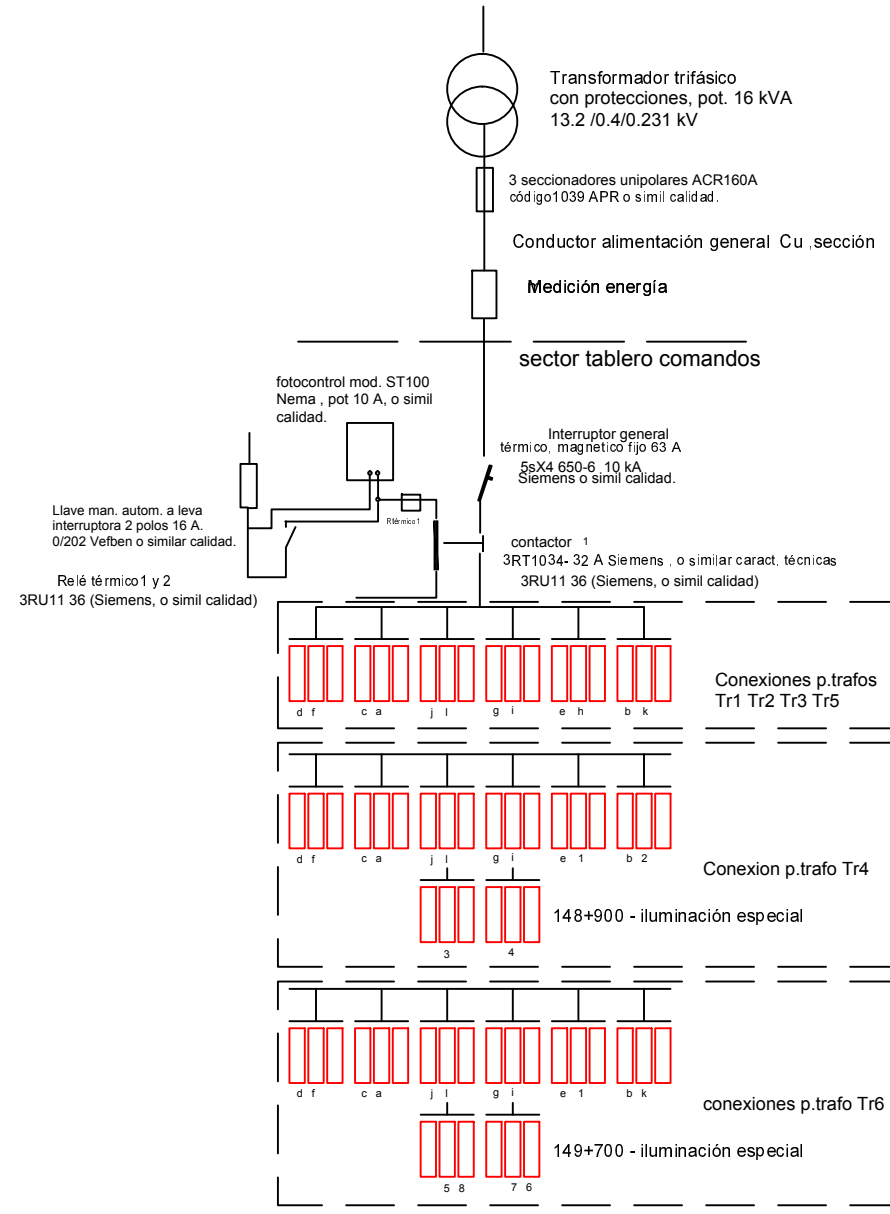 Transformador trifásico
con protecciones, pot. 16 kVA
13.2 /0.4/0.231 kV
3 seccionadores unipolares ACR160A
código1039 APR o simil calidad.
Conductor alimentación general Cu ,sección
Medición energía
sector tablero comandos
fotocontrol mod. ST100
Nema , pot 10 A, o simil
calidad.
Interruptor general
térmico, magnetico fijo 63 A
5sX4 650-6 10 kA
Siemens o simil calidad.
Llave man. autom. a leva
interruptora 2 polos 16 A.
0/202 Vefben o similar calidad.
Rtérmico1
contactor 1
3RT1034- 32 A Siemens , o similar caract. técnicas
3RU11 36 (Siemens, o simil calidad)
Relé térmico1 y 2
3RU11 36 (Siemens, o simil calidad)
d f c a j l g i e h b k
Conexiones p.trafos
Tr1 Tr2 Tr3 Tr5
d f c a j l g i e 1 b 2
Conexion p.trafo Tr4
148+900 - iluminación especial
3 4
d f c a j l g i e 1 b k
conexiones p.trafo Tr6
149+700 - iluminación especial
5 8 7 6